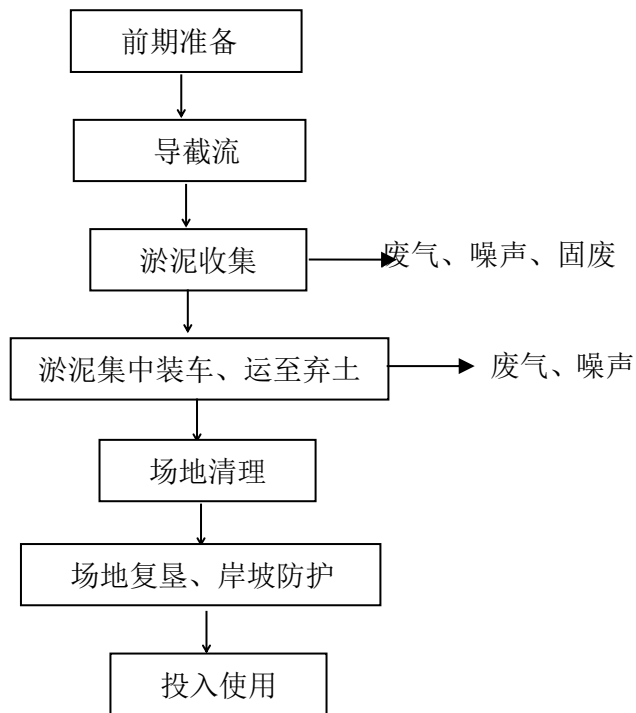 前期准备
导截流
淤泥收集
废气、噪声、固废
淤泥集中装车、运至弃土
废气、噪声
场地清理
场地复垦、岸坡防护
投入使用